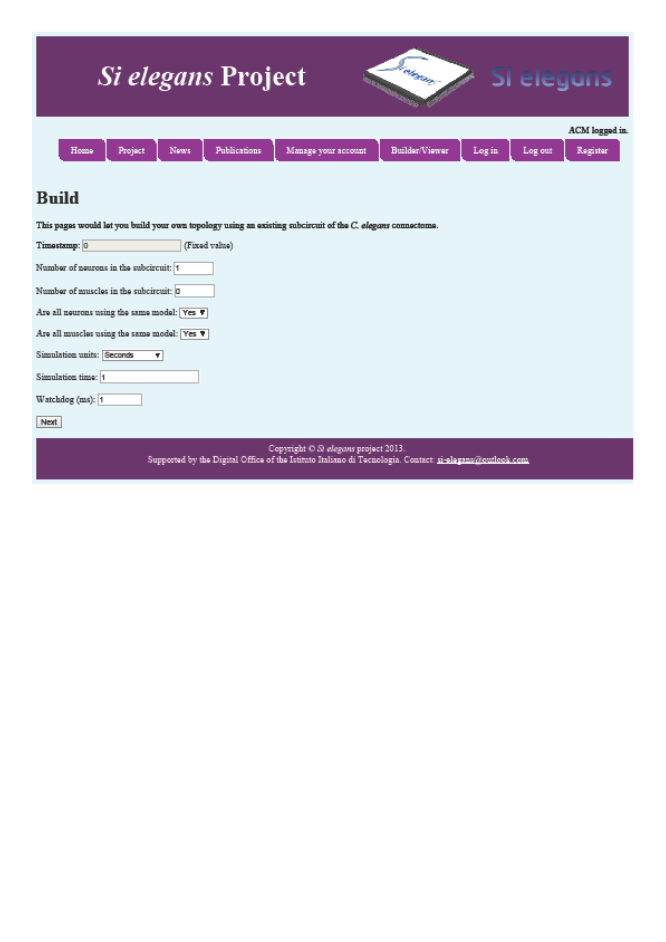 Si elegans Project
Si elegans
Si elegans
ACM logged in.
Home Project News Publications Manage your account Builder/Viewer Log in Log out Register
Build
This pages would let you build your own topology using an existing subcircuit of the C. elegans connectome.
Timestamp: 0 (Fixed value)
Number of neurons in the subcircuit: 1
Number of muscles in the subcircuit: 0
Are all neurons using the same model: Yes
Are all muscles using the same model: Yes
Simulation units: Seconds
Simulation time: 1
Watchdog (ms): 1
Next
Copyright © Si elegans project 2013.
Supported by the Digital Office of the Istituto Italiano di Tecnologia. Contact: si-elegans@outlook.com.